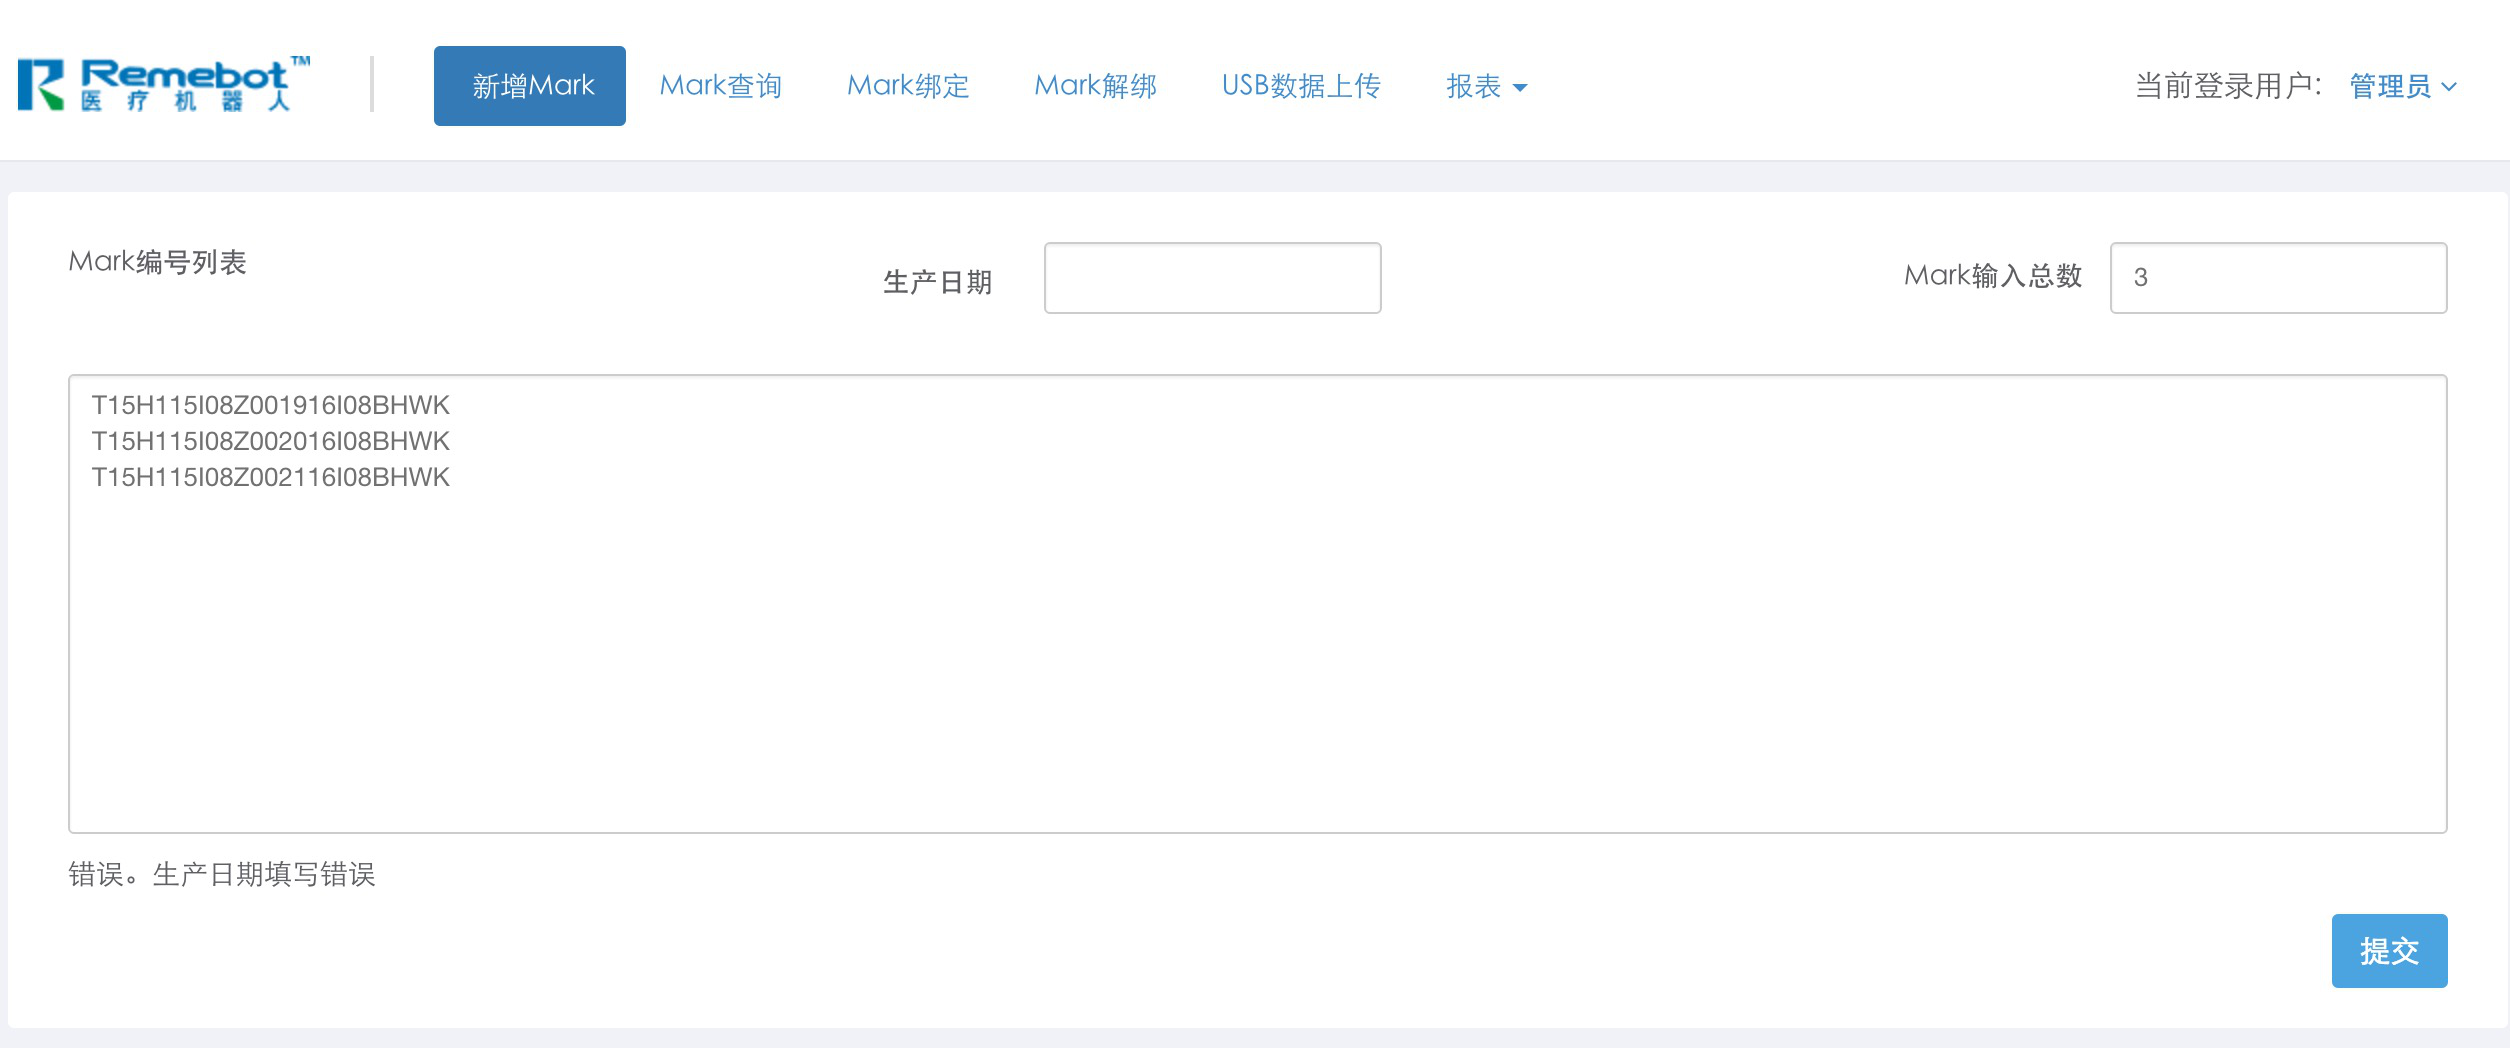 Remebot™
医疗机器人
新增Mark
Mark查询
Mark绑定
Mark解绑
USB数据上传
报表
当前登录用户:
管理员
Mark编号列表
生产日期
Mark输入总数
3
T15H115I08Z001916I08BHWK
T15H115I08Z002016I08BHWK
T15H115I08Z002116I08BHWK
错误。生产日期填写错误
提交